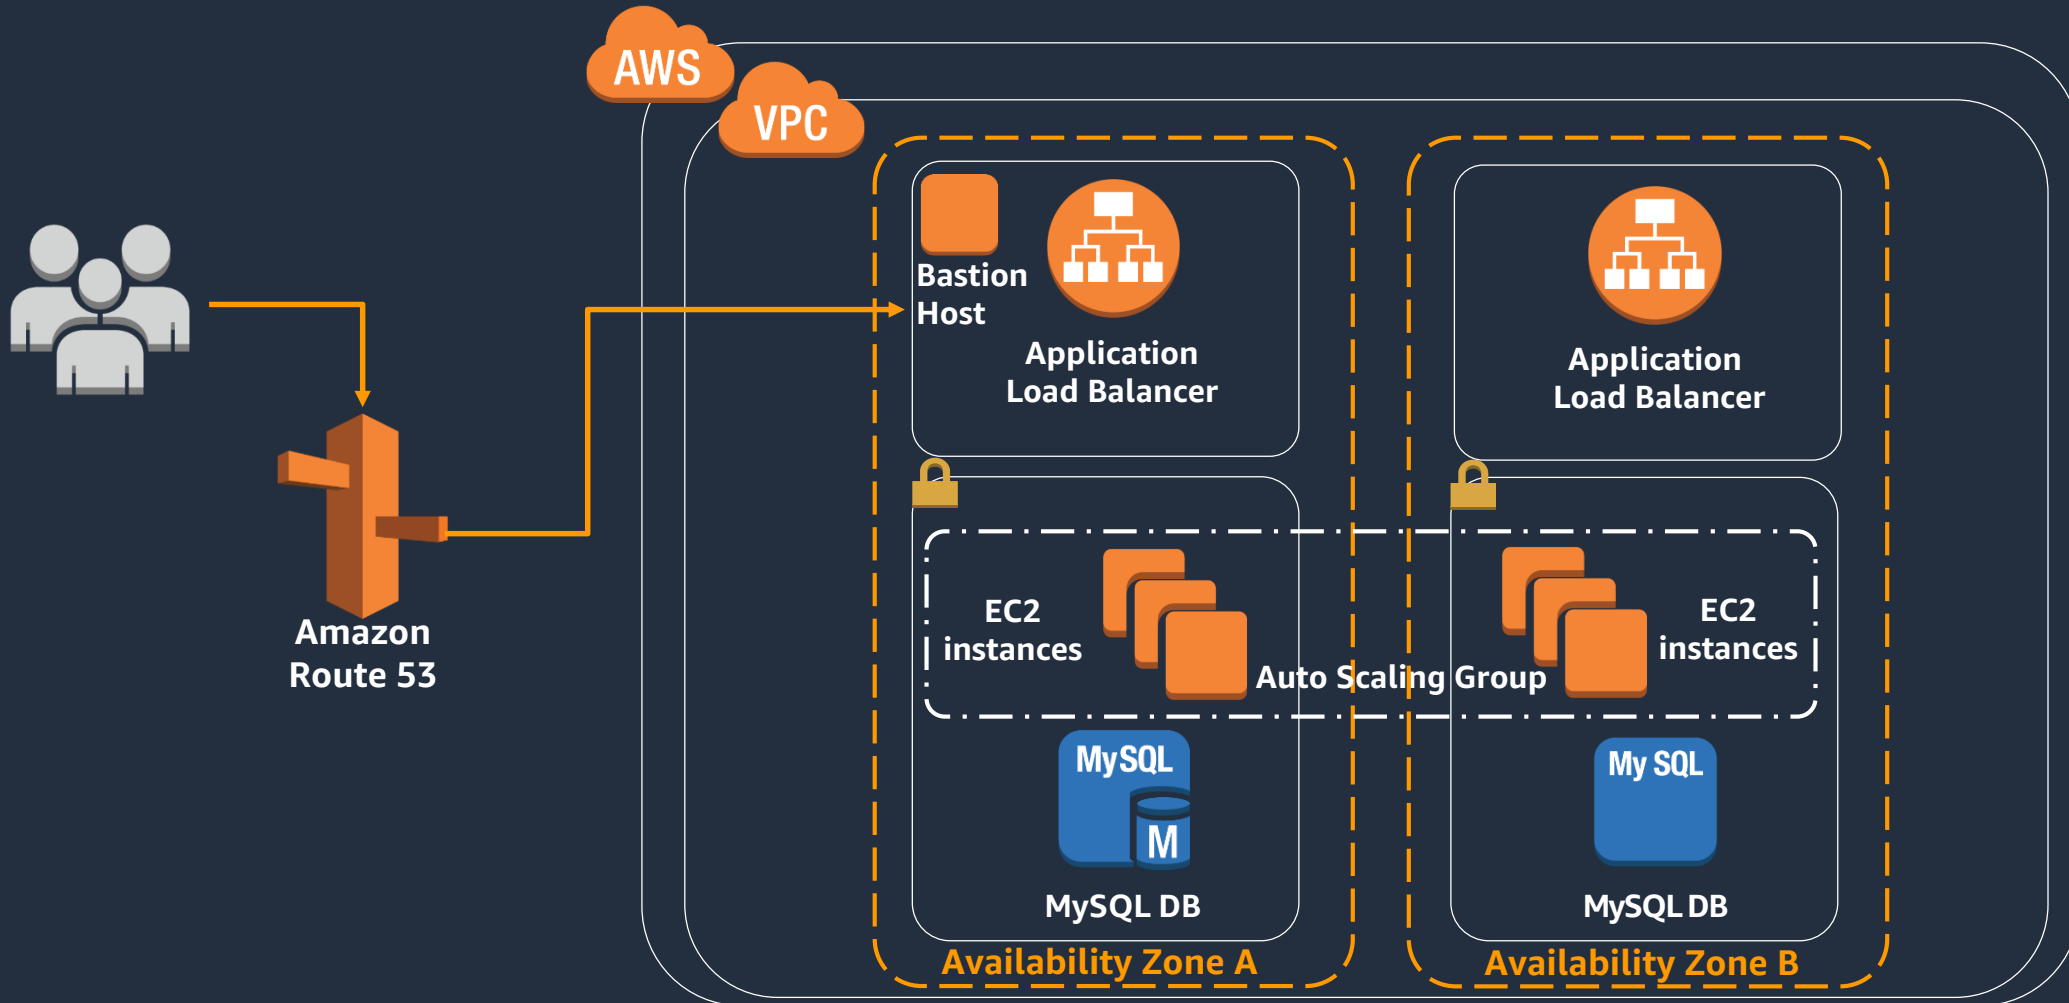 AWS
VPC
Bastion
Host
Application
Load Balancer
Application
Load Balancer
Amazon
Route 53
EC2
instances
EC2
instances
Auto Scaling Group
MySQL
M
MySQL DB
My SQL
MySQL DB
Availability Zone A
Availability Zone B